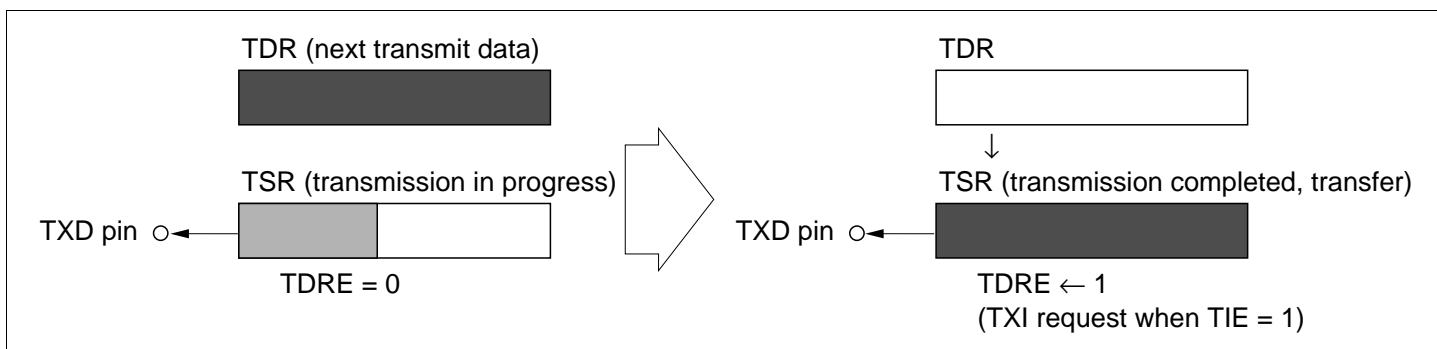 TDR (next transmit data)
TSR (transmission in progress)
TXD pin
TDRE = 0
TDR
↓
TSR (transmission completed, transfer)
TXD pin
TDRE ← 1
(TXI request when TIE = 1)